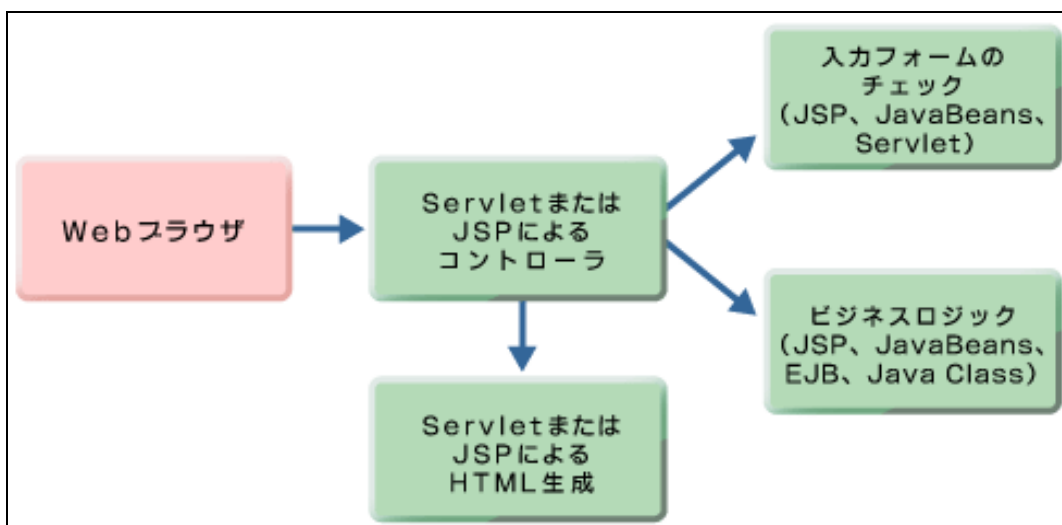 Webブラウザ
Servletまたは
JSPによる
コントローラ
入力フォームの
チェック
（JSP、JavaBeans、
Servlet）
ビジネスロジック
（JSP、JavaBeans、
EJB、Java Class）
Servletまたは
JSPによる
HTML生成